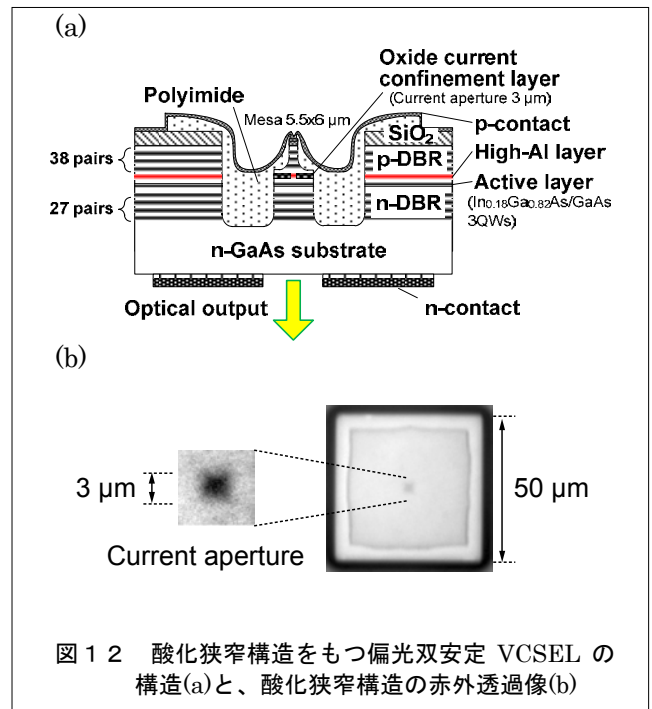 (a)
Oxide current
confinement layer
(Current aperture 3 μm)
Polyimide
Mesa 5.5x6 μm
p-contact
SiO₂
38 pairs
p-DBR
High-Al layer
Active layer
(In₀.₁₈Ga₀.₈₂As/GaAs
3QWs)
27 pairs
n-DBR
n-GaAs substrate
Optical output
n-contact
(b)
3 μm
50 μm
Current aperture
図12 酸化狭窄構造をもつ偏光双安定 VCSEL の
構造(a)と、酸化狭窄構造の赤外透過像(b)